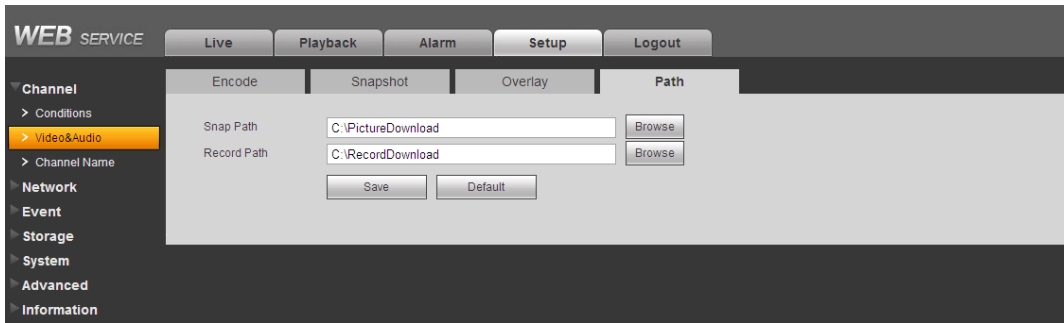 WEB SERVICE
Live Playback Alarm Setup Logout
Encode Snapshot Overlay Path
Channel
> Conditions
> Video&Audio
> Channel Name
Network
Event
Storage
System
Advanced
Information
Snap Path C:\PictureDownload Browse
Record Path C:\RecordDownload Browse
Save Default